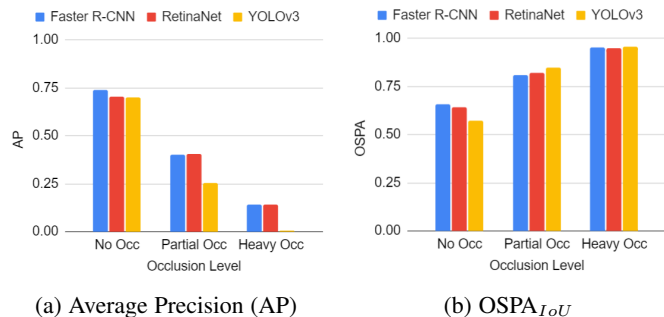 Faster R-CNN RetinaNet YOLOv3
1.00
0.75
0.50
0.25
0.00
AP
No Occ Partial Occ Heavy Occ
Occlusion Level
(a) Average Precision (AP)
Faster R-CNN RetinaNet YOLOv3
1.00
0.75
0.50
0.25
0.00
OSPA
No Occ Partial Occ Heavy Occ
Occlusion Level
(b) OSPA_{IoU}